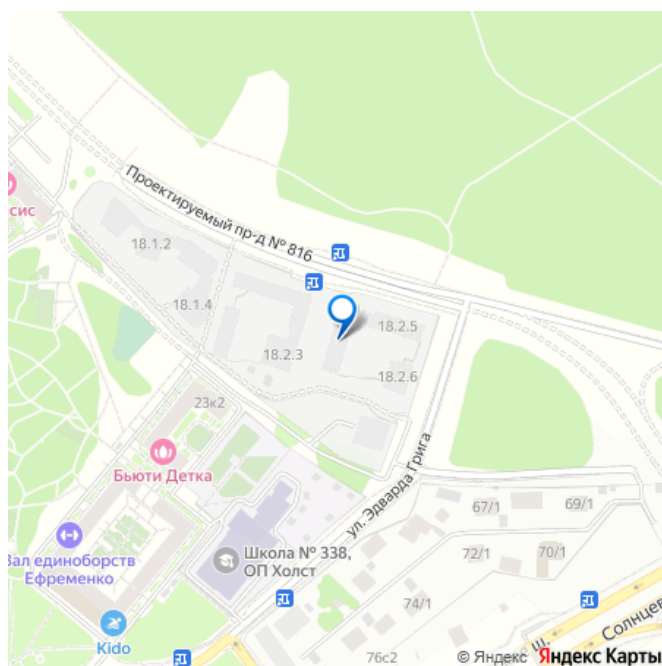 сис
Проектируемый пр-д № 816
18.1.2
18.1.4
18.2.5
18.2.3
18.2.6
23к2
Бьюти Детка
ул. Эдварда Грига
67/1
69/1
Школа № 338,
ОП Холст
72/1
70/1
Зал единоборств
Ефременко
74/1
Kido
76с2
ш.
Солнцев
© Яндекс Яндекс Карты